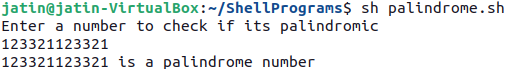 jatin@jatin-VirtualBox:~/ShellPrograms$ sh palindrome.sh
Enter a number to check if its palindromic
123321123321
123321123321 is a palindrome number